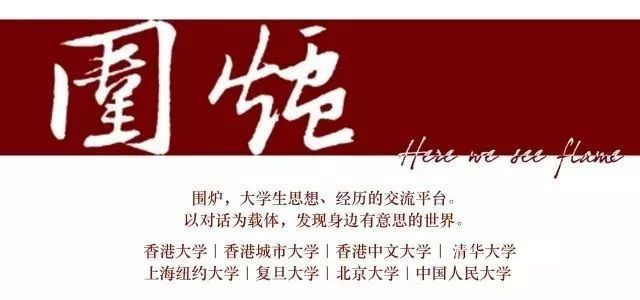 圍炉
Here we see flame
围炉，大学生思想、经历的交流平台。
以对话为载体，发现身边有意思的世界。
香港大学｜香港城市大学｜香港中文大学｜ 清华大学
上海纽约大学｜复旦大学｜北京大学｜中国人民大学